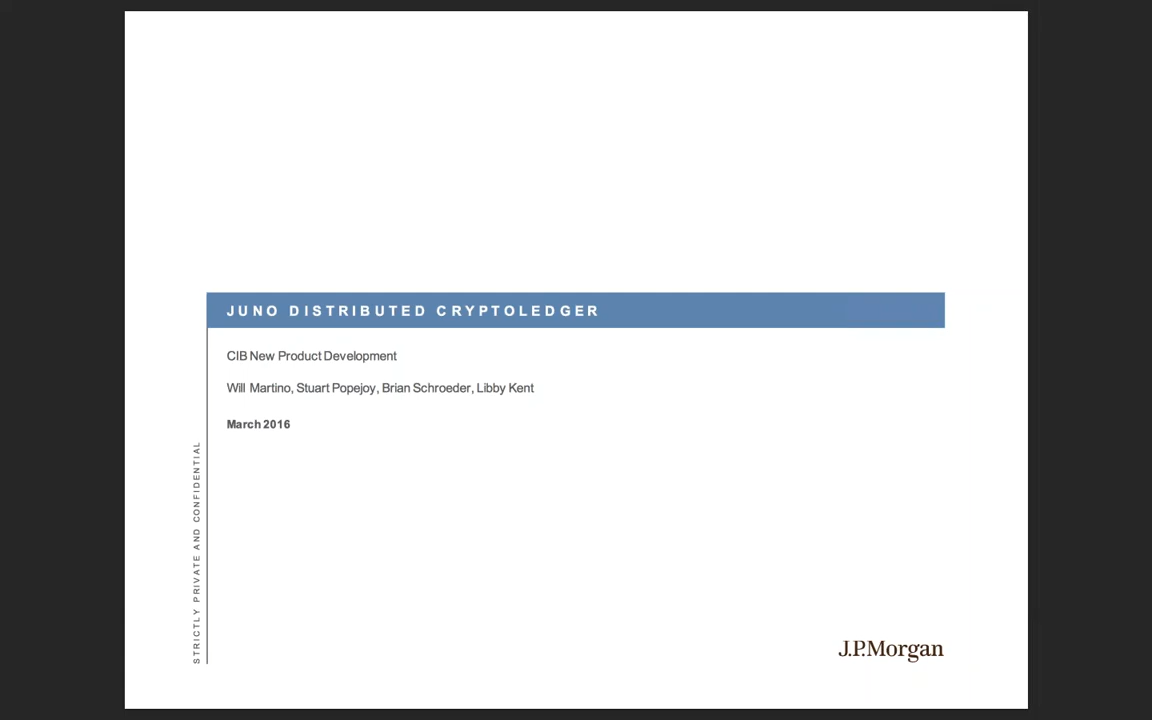 JUNO DISTRIBUTED CRYPTOLEDGER
CIB New Product Development
Will Martino, Stuart Popejoy, Brian Schroeder, Libby Kent
March 2016
STRICTLY PRIVATE AND CONFIDENTIAL
J.P.Morgan